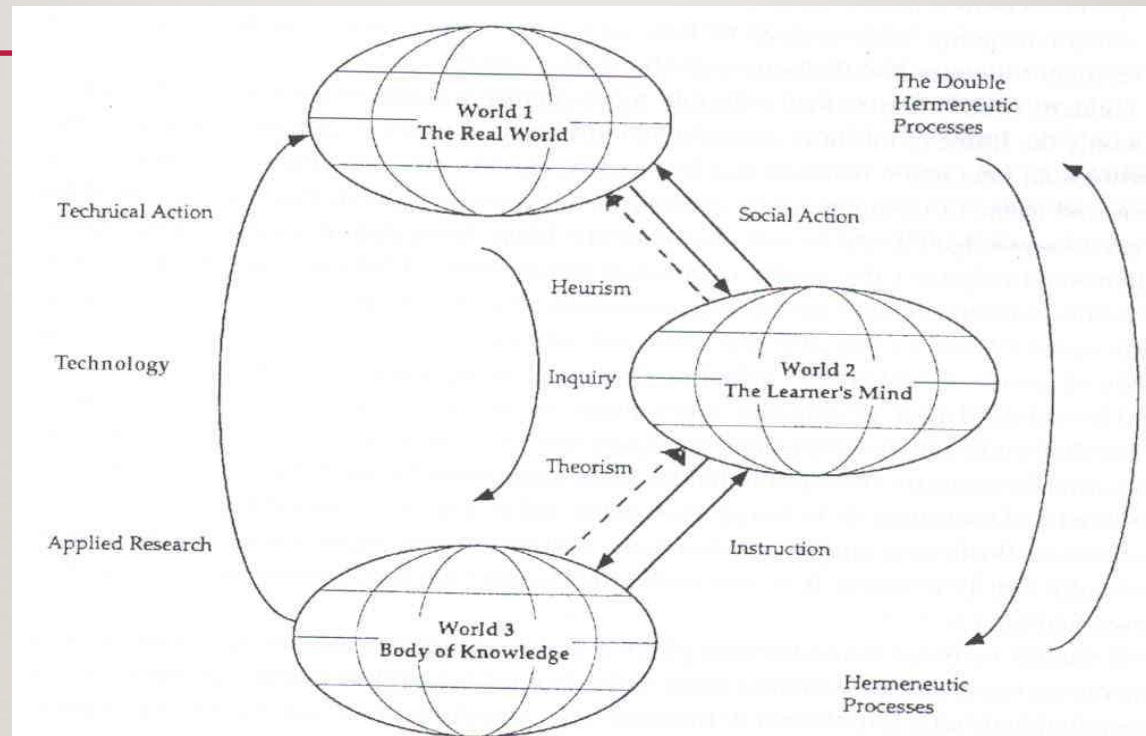 World 1
The Real World
The Double
Hermeneutic
Processes
Technical Action
Social Action
Heurism
Technology
Inquiry
World 2
The Learner's Mind
Theorism
Applied Research
Instruction
World 3
Body of Knowledge
Hermeneutic
Processes